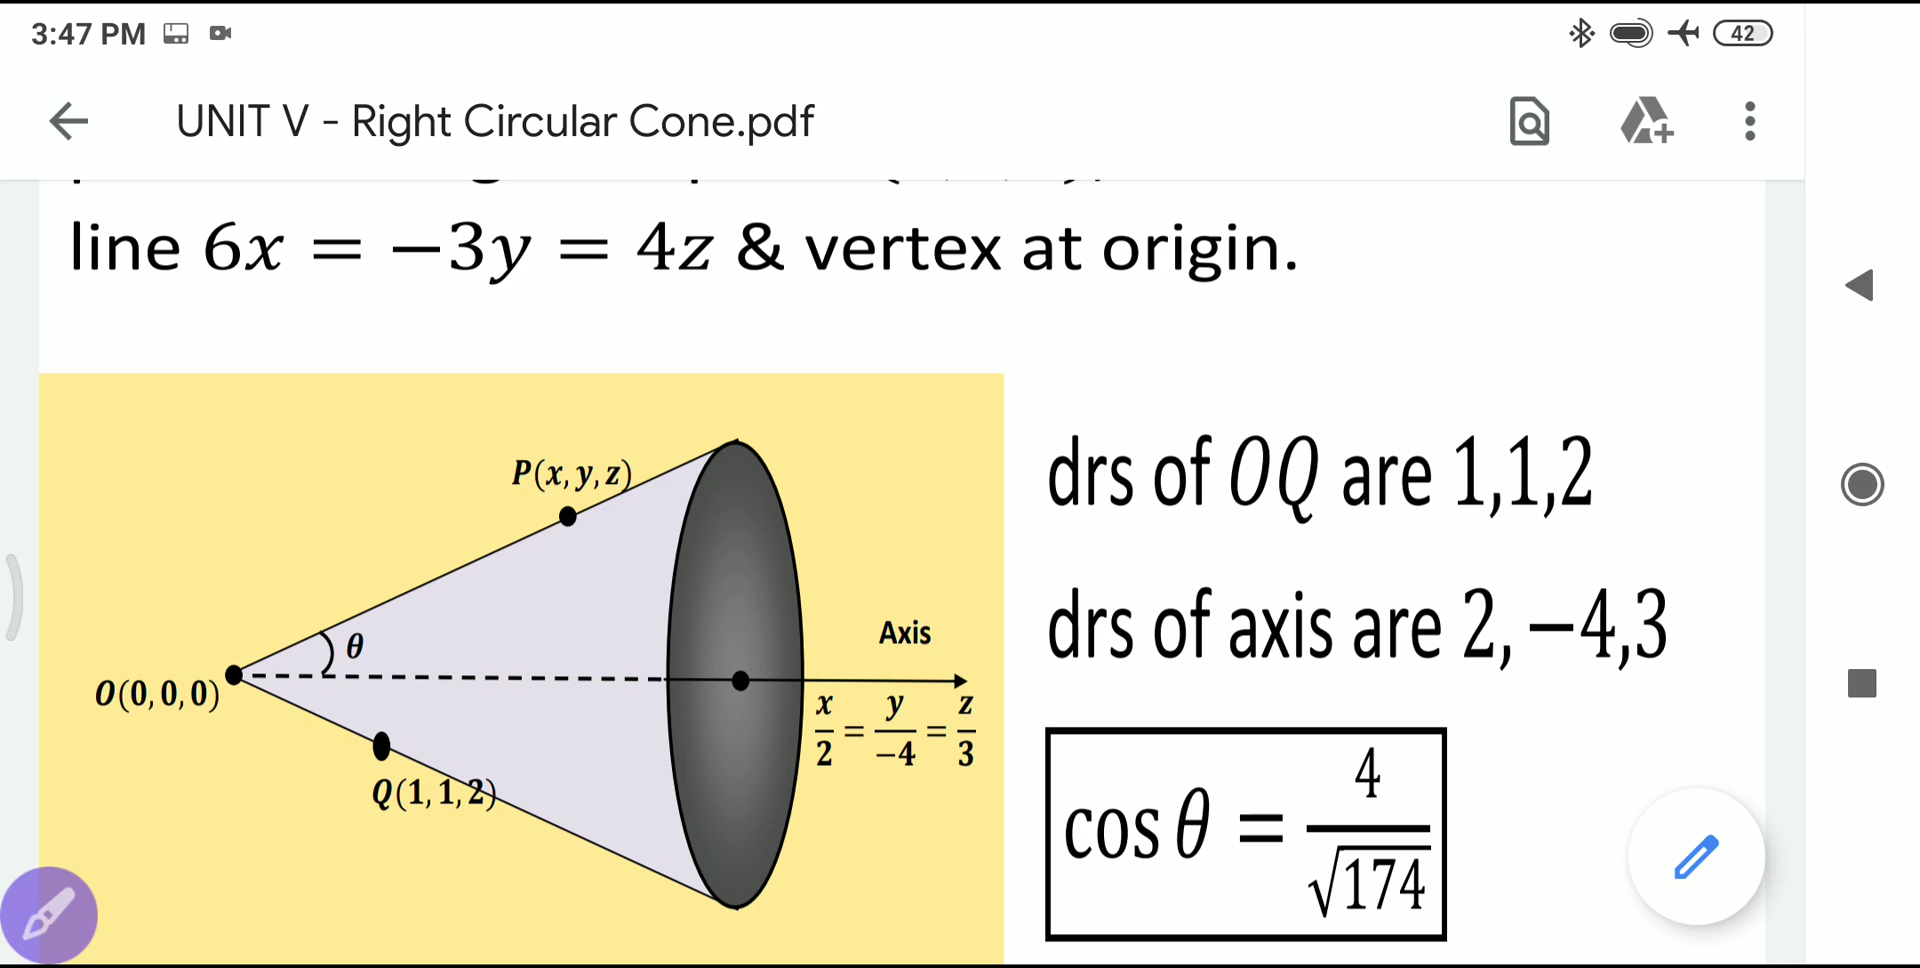 3:47 PM
42
UNIT V - Right Circular Cone.pdf
line 6x = −3y = 4z & vertex at origin.
P(x, y, z)
θ
O(0, 0, 0)
Q(1, 1, 2)
Axis
x/2 = y/−4 = z/3
drs of OQ are 1,1,2
drs of axis are 2, −4,3
cos θ = 4/√174